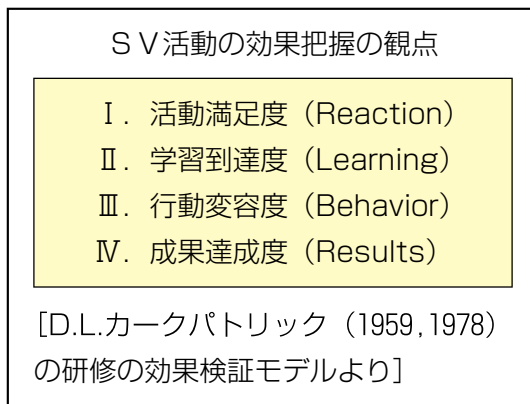 ＳＶ活動の効果把握の観点
Ⅰ．活動満足度（Reaction）
Ⅱ．学習到達度（Learning）
Ⅲ．行動変容度（Behavior）
Ⅳ．成果達成度（Results）
［D.L.カークパトリック（1959,1978）
の研修の効果検証モデルより］